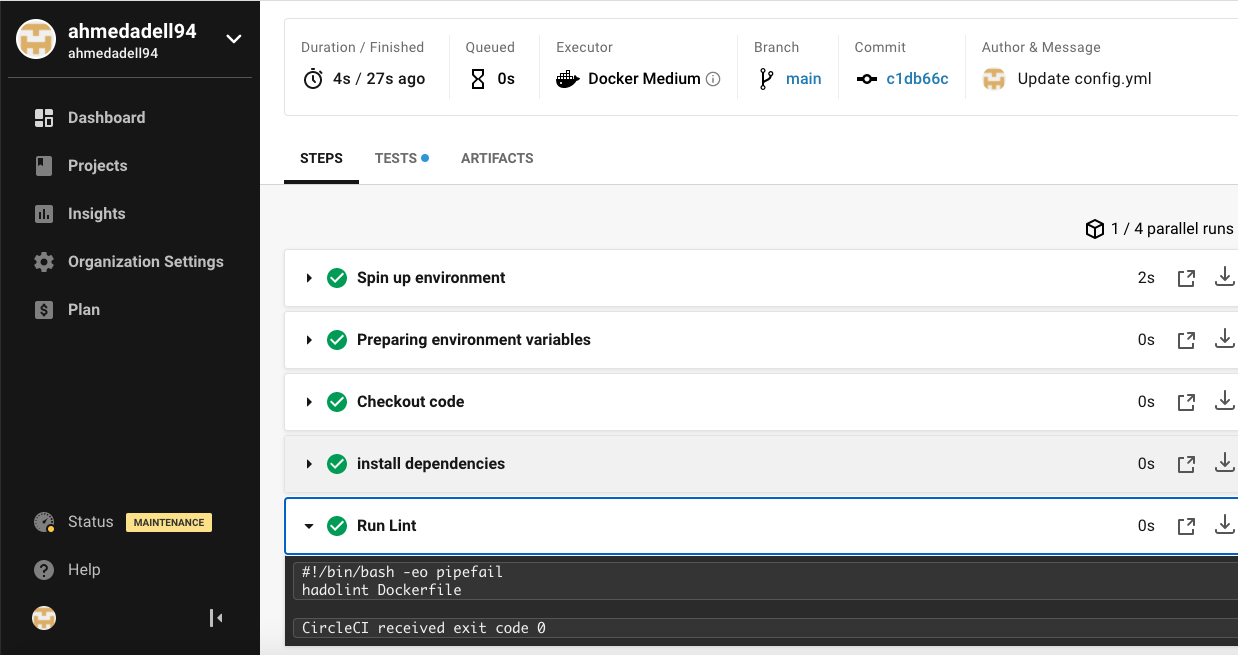 ahmedadell94
ahmedadell94
Dashboard
Projects
Insights
Organization Settings
Plan
Status MAINTENANCE
Help
Duration / Finished
4s / 27s ago
Queued
0s
Executor
Docker Medium
Branch
main
Commit
c1db66c
Author & Message
Update config.yml
STEPS TESTS ARTIFACTS
1 / 4 parallel runs
Spin up environment 2s
Preparing environment variables 0s
Checkout code 0s
install dependencies 0s
Run Lint 0s
#!/bin/bash -eo pipefail
hadolint Dockerfile
CircleCI received exit code 0